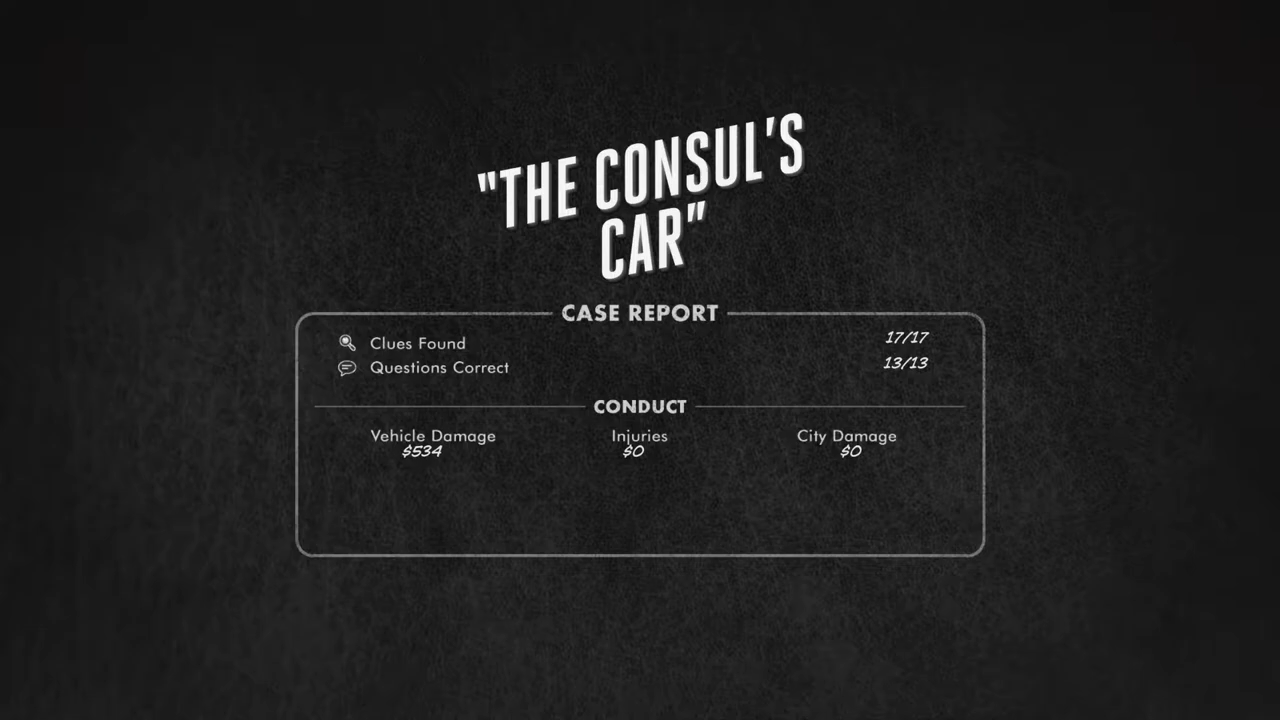 "THE CONSUL'S
CAR"
CASE REPORT
Clues Found 17/17
Questions Correct 13/13
CONDUCT
Vehicle Damage Injuries City Damage
$534 $0 $0